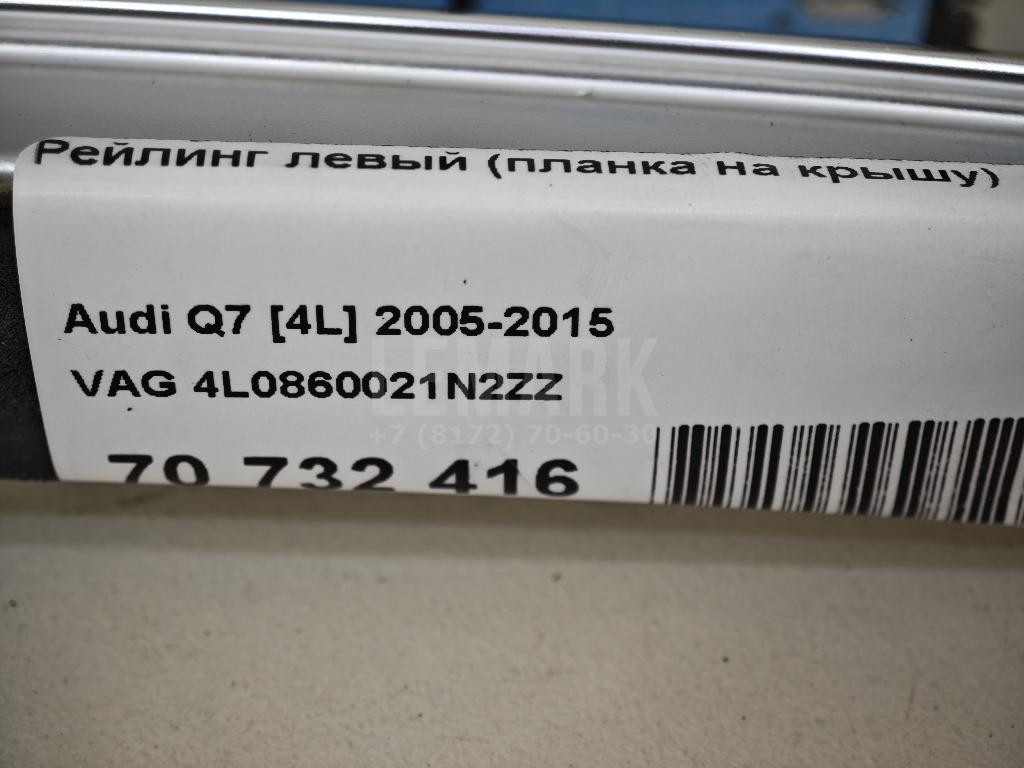 Рейлинг левый (планка на крышу)
Audi Q7 [4L] 2005-2015
VAG 4L0860021N2ZZ
LEMARK
+7 (8172) 70-60-30
70 732 416